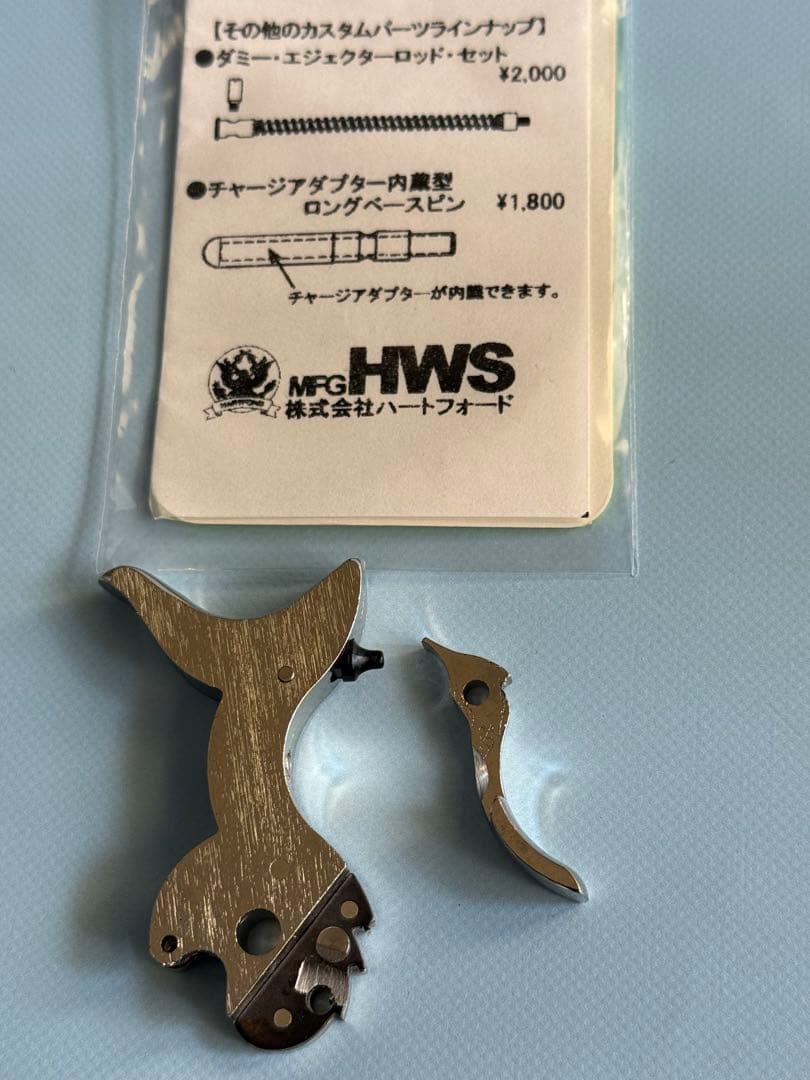 【その他のカスタムパーツラインナップ】
●ダミー・エジェクターロッド・セット
¥2,000
●チャージアダプター内蔵型
ロングベースピン ¥1,800
チャージアダプターが内蔵できます。
MFG HWS
株式会社ハートフォード